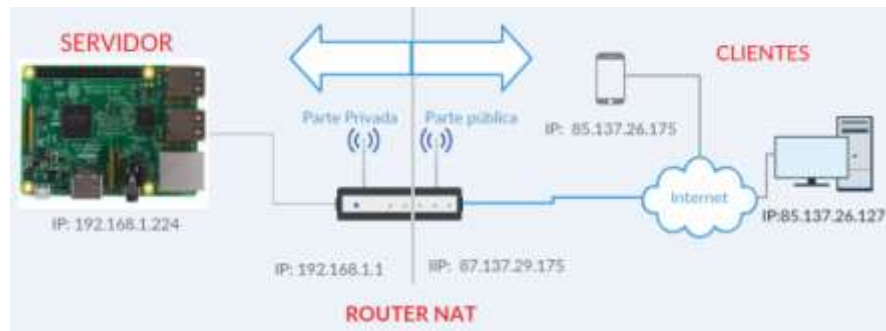 SERVIDOR
CLIENTES
Parte Privada
Parte pública
IP: 85.137.26.175
Internet
IP: 192.168.1.224
IP:85.137.26.127
IP: 192.168.1.1
IIP: 87.137.29.175
ROUTER NAT